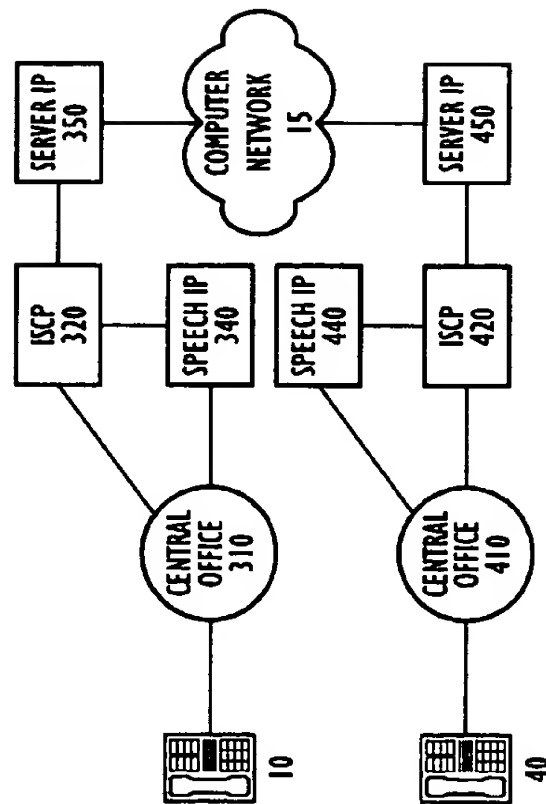 10
CENTRAL
OFFICE
310
ISCP
320
SPEECH IP
340
SERVER IP
350
COMPUTER
NETWORK
15
40
CENTRAL
OFFICE
410
SPEECH IP
440
ISCP
420
SERVER IP
450